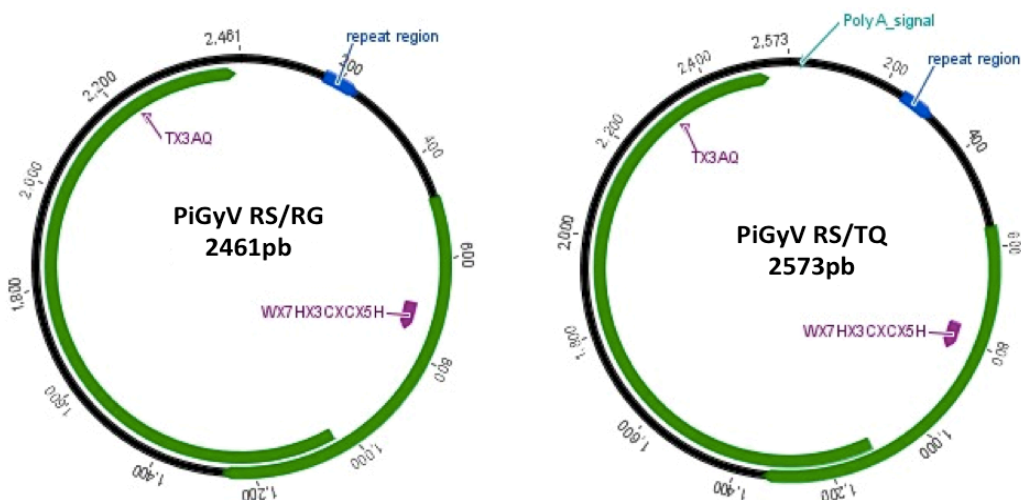 2,461
repeat region
200
2,200
TX3AQ
400
2,000
PiGyV RS/RG
2461pb
600
1,800
WX7HX3CXCX5H
800
1,600
1,000
1,400
1,200
PolyA_signal
2,573
2,400
200
repeat region
2,200
TX3AQ
400
2,000
PiGyV RS/TQ
2573pb
600
WX7HX3CXCX5H
1,800
800
1,600
1,000
1,400
1,200